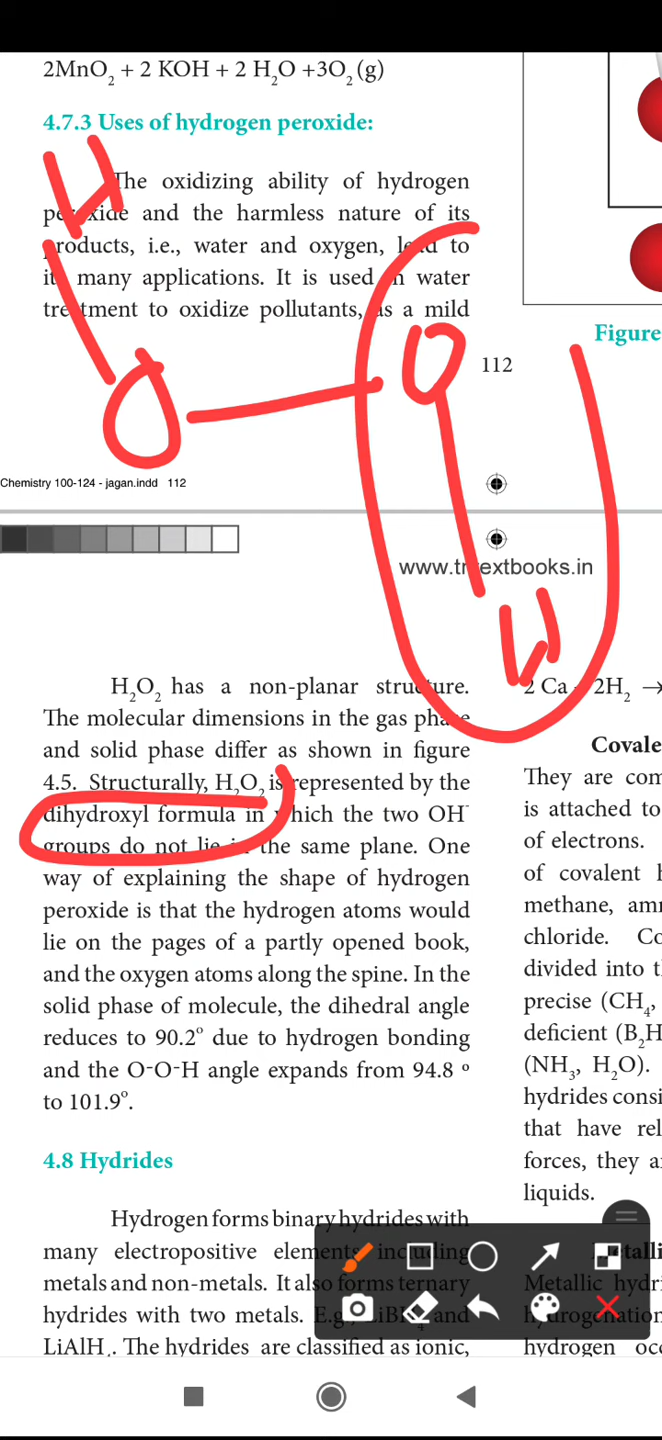 2MnO₂ + 2 KOH + 2 H₂O +3O₂ (g)
4.7.3 Uses of hydrogen peroxide:
The oxidizing ability of hydrogen
peroxide and the harmless nature of its
products, i.e., water and oxygen, lead to
its many applications. It is used in water
treatment to oxidize pollutants, as a mild
Figure
112
H
O
O
H
Chemistry 100-124 - jagan.indd 112
H₂O₂ has a non-planar structure.
The molecular dimensions in the gas phase
and solid phase differ as shown in figure
4.5. Structurally, H₂O₂ is represented by the
dihydroxyl formula in which the two OH⁻
groups do not lie in the same plane. One
way of explaining the shape of hydrogen
peroxide is that the hydrogen atoms would
lie on the pages of a partly opened book,
and the oxygen atoms along the spine. In the
solid phase of molecule, the dihedral angle
reduces to 90.2° due to hydrogen bonding
and the O-O-H angle expands from 94.8 º
to 101.9°.
4.8 Hydrides
Hydrogen forms binary hydrides with
many electropositive elements including
metals and non-metals. It also forms ternary
hydrides with two metals. E.g., LiBH₄ and
LiAlH₄. The hydrides are classified as ionic,
2 Ca + 2H₂ →
Covale
They are com
is attached to
of electrons.
of covalent h
methane, amm
chloride. Co
divided into t
precise (CH₄,
deficient (B₂H
(NH₃, H₂O).
hydrides consi
that have rel
forces, they a
liquids.
Metallic hydri
hydrogenation
hydrogen occ